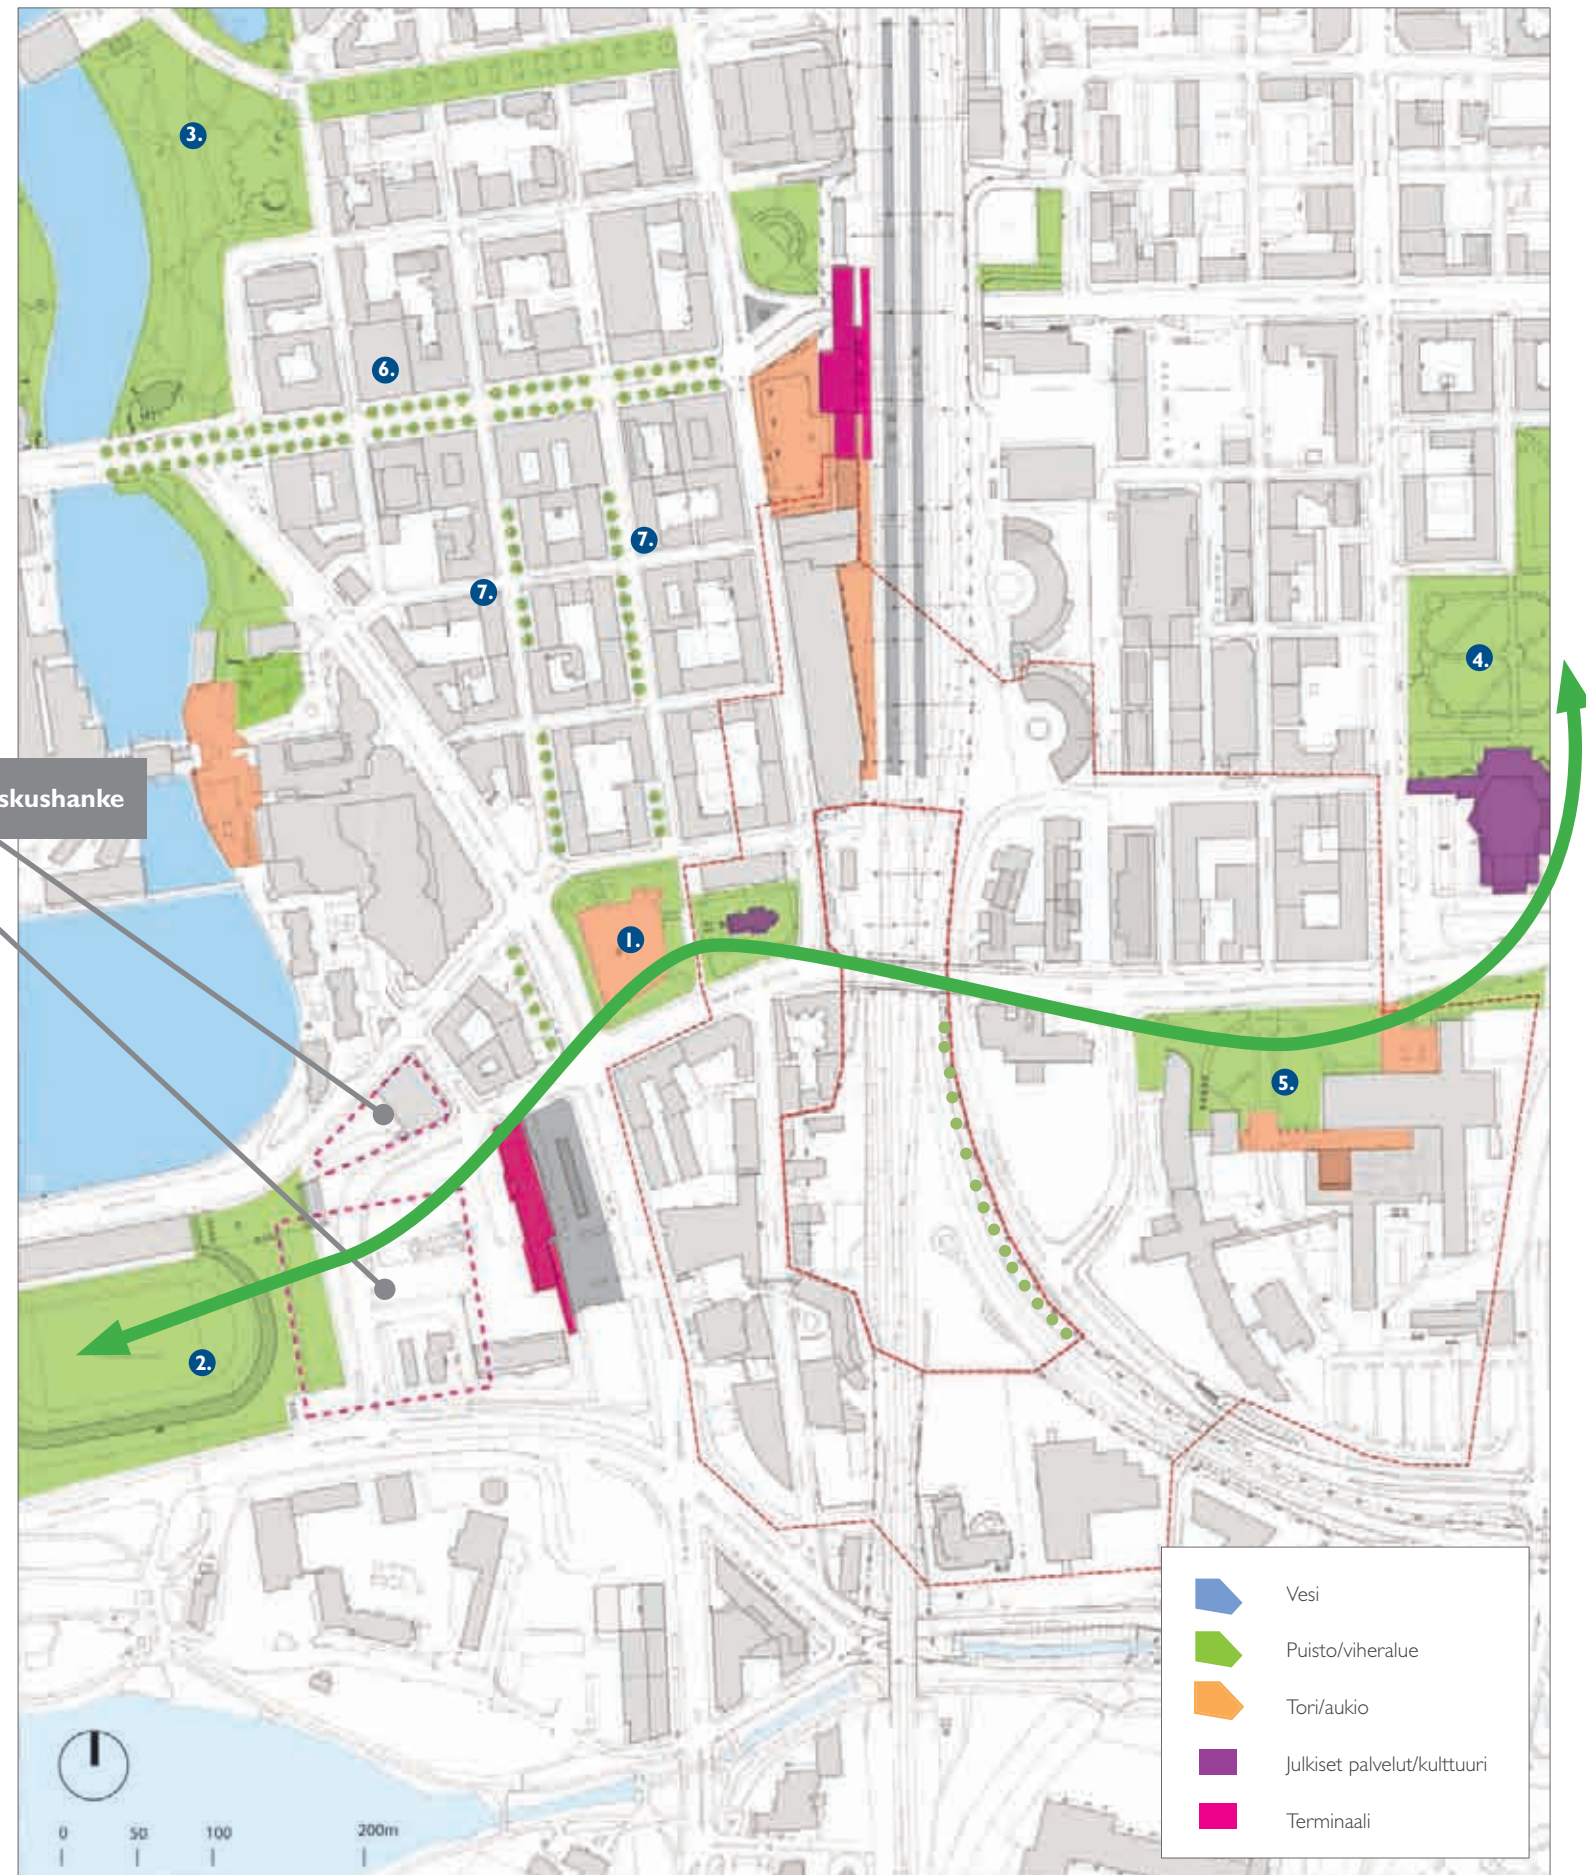 3.
6.
7.
7.
4.
skushanke
1.
5.
2.
Vesi
Puisto/viheralue
Tori/aukio
Julkiset palvelut/kulttuuri
Terminaali
0 50 100 200m